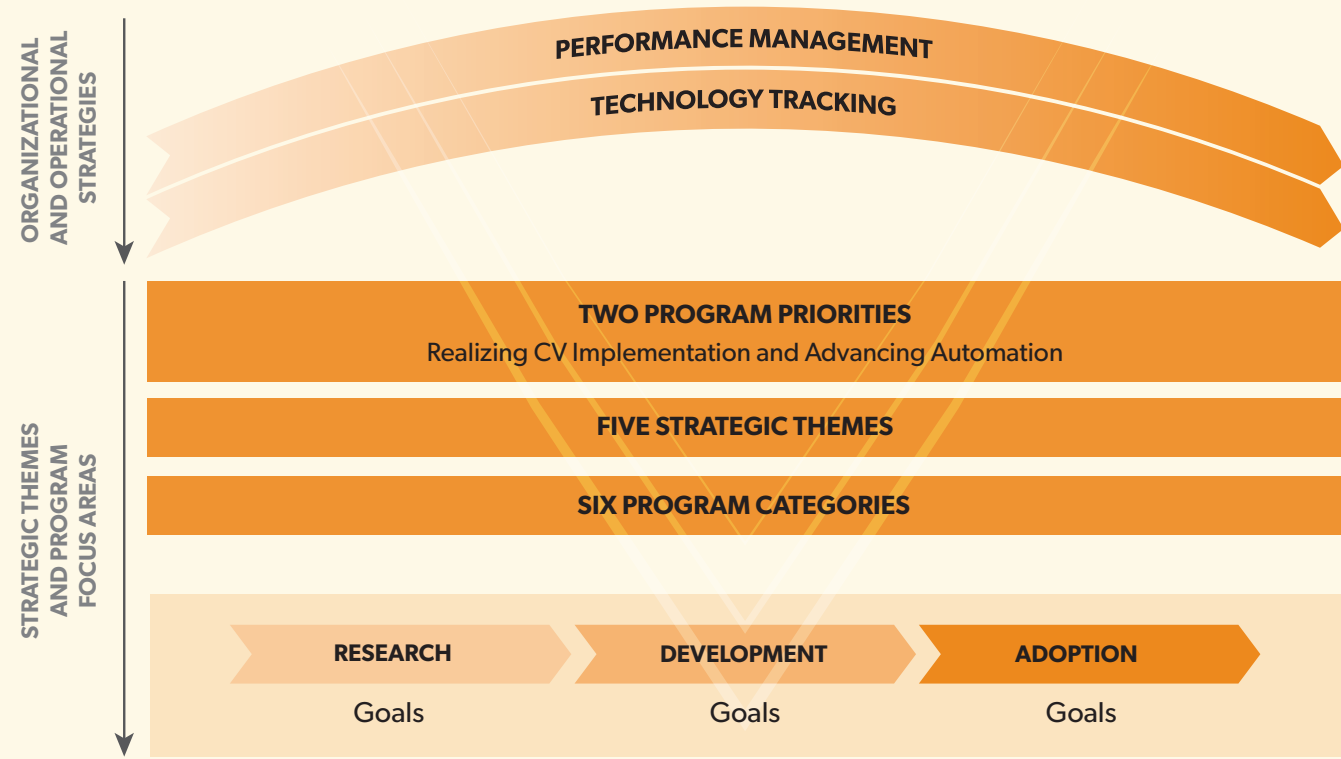 ORGANIZATIONAL
AND OPERATIONAL
STRATEGIES
PERFORMANCE MANAGEMENT
TECHNOLOGY TRACKING
STRATEGIC THEMES
AND PROGRAM
FOCUS AREAS
TWO PROGRAM PRIORITIES
Realizing CV Implementation and Advancing Automation
FIVE STRATEGIC THEMES
SIX PROGRAM CATEGORIES
RESEARCH
DEVELOPMENT
ADOPTION
Goals
Goals
Goals